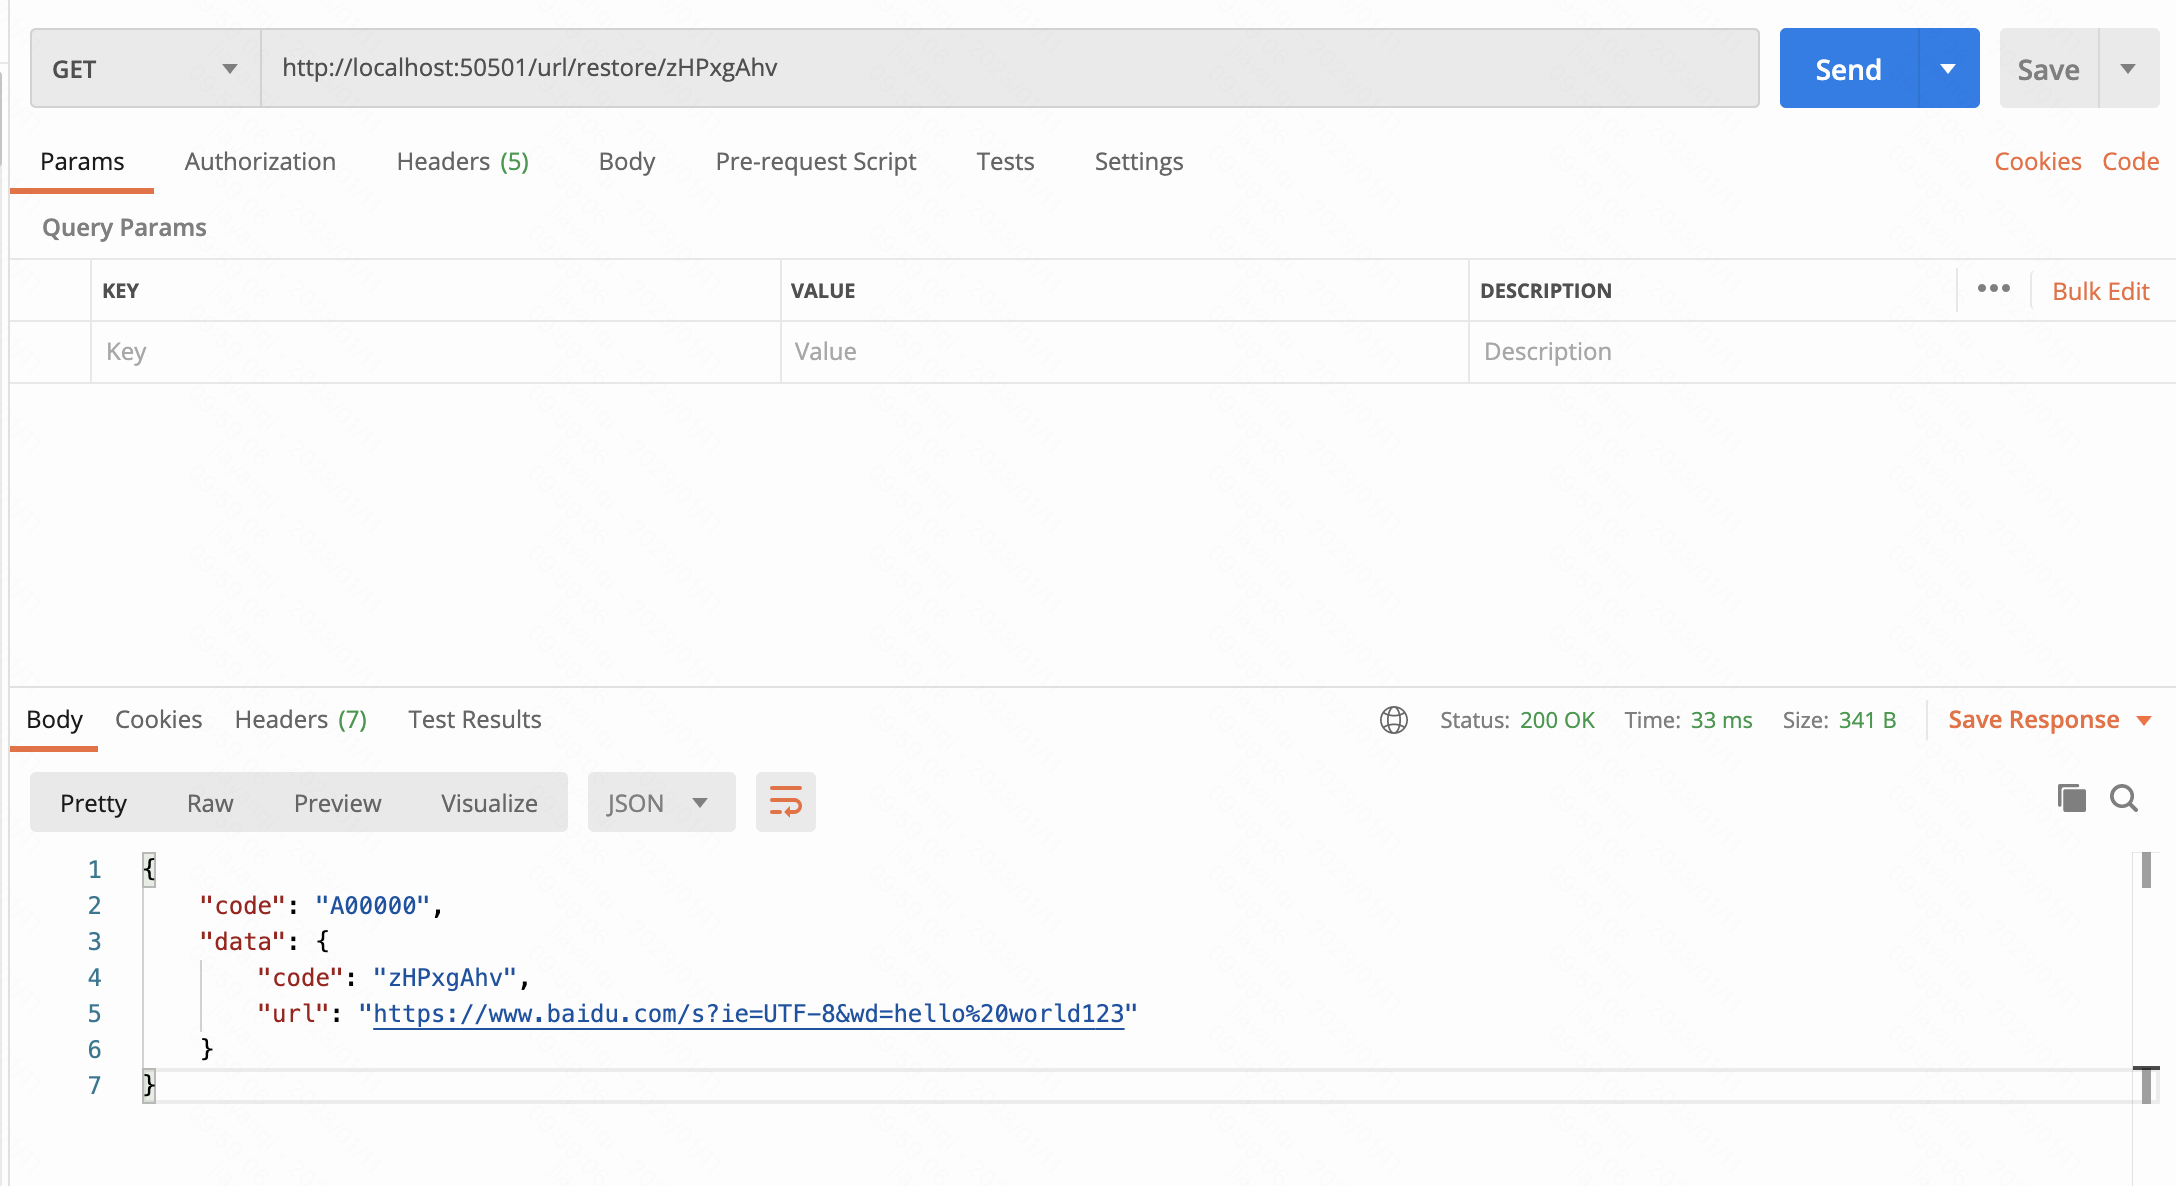 GET http://localhost:50501/url/restore/zHPxgAhv Send Save
Params Authorization Headers (5) Body Pre-request Script Tests Settings Cookies Code
Query Params
KEY VALUE DESCRIPTION ••• Bulk Edit
Key Value Description
Body Cookies Headers (7) Test Results Status: 200 OK Time: 33 ms Size: 341 B Save Response
Pretty Raw Preview Visualize JSON
1 {
2 "code": "A00000",
3 "data": {
4 "code": "zHPxgAhv",
5 "url": "https://www.baidu.com/s?ie=UTF-8&wd=hello%20world123"
6 }
7 }